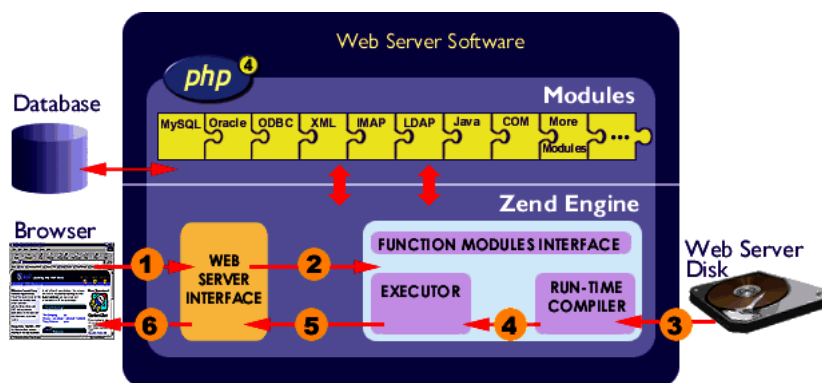 Web Server Software
php 4
Modules
Database
MySQL Oracle ODBC XML IMAP LDAP Java COM More Modules ...
Zend Engine
Browser
Web Server
Disk
WEB
SERVER
INTERFACE
FUNCTION MODULES INTERFACE
EXECUTOR
RUN-TIME
COMPILER
1
2
3
4
5
6